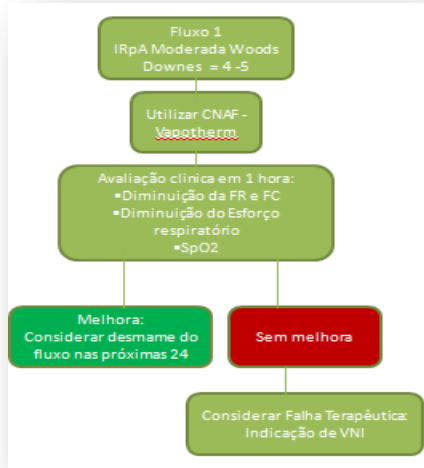 Fluxo 1
IRpA Moderada Woods
Downes = 4 -5
Utilizar CNAF -
Vapotherm
Avaliação clinica em 1 hora:
▪Diminuição da FR e FC
▪Diminuição do Esforço
respiratório
▪SpO2
Melhora:
Considerar desmame do
fluxo nas próximas 24
Sem melhora
Considerar Falha Terapêutica:
Indicação de VNI